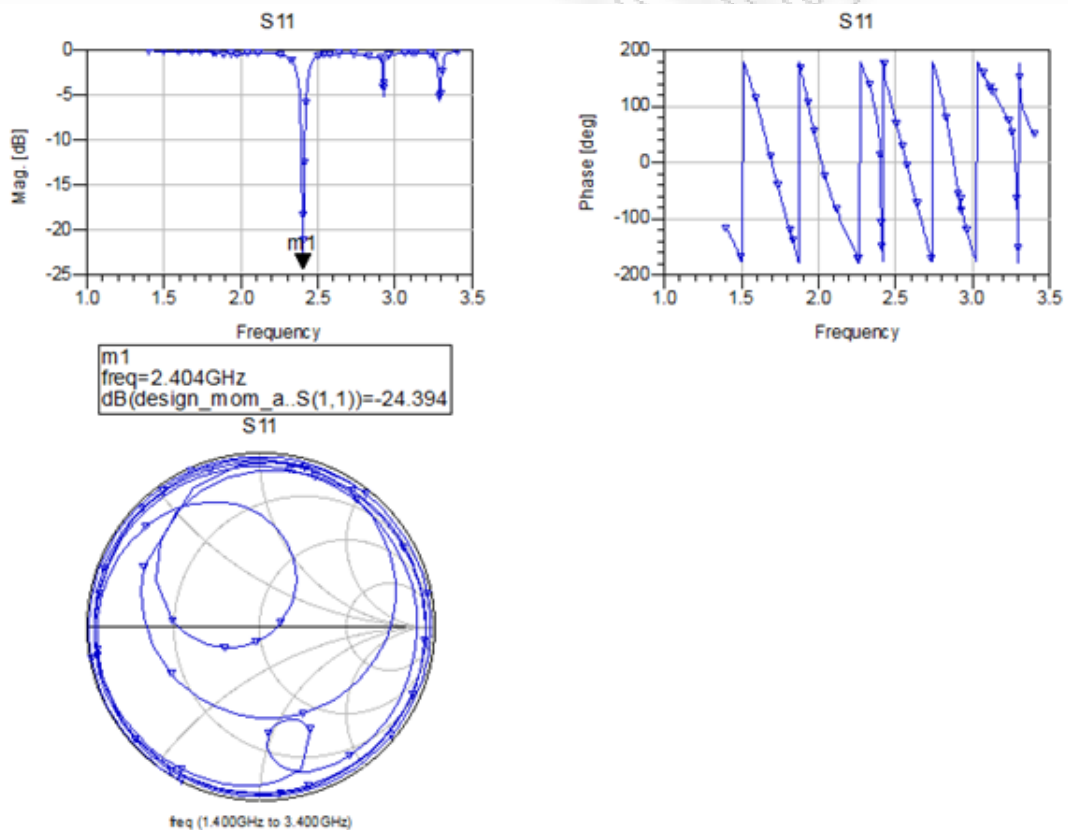 S11
0
-5
-10
-15
-20
-25
Mag. [dB]
m1
1.0 1.5 2.0 2.5 3.0 3.5
Frequency
S11
200
100
0
-100
-200
Phase [deg]
1.0 1.5 2.0 2.5 3.0 3.5
Frequency
m1
freq=2.404GHz
dB(design_mom_a..S(1,1))=-24.394
S11
freq (1.400GHz to 3.400GHz)